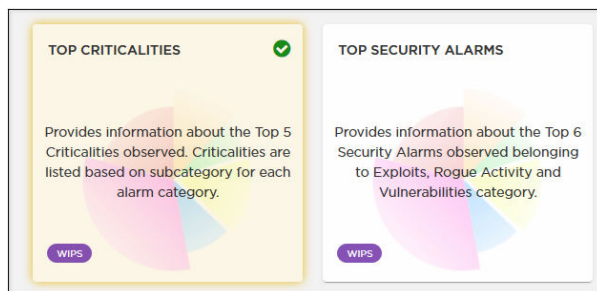 TOP CRITICALITIES
Provides information about the Top 5
Criticalities observed. Criticalities are
listed based on subcategory for each
alarm category.
WIPS
TOP SECURITY ALARMS
Provides information about the Top 6
Security Alarms observed belonging
to Exploits, Rogue Activity and
Vulnerabilities category.
WIPS